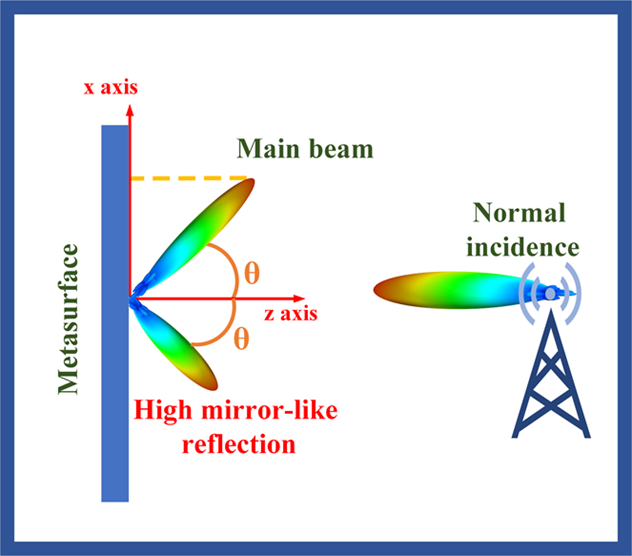 x axis
Main beam
Normal
incidence
θ
z axis
θ
Metasurface
High mirror-like
reflection